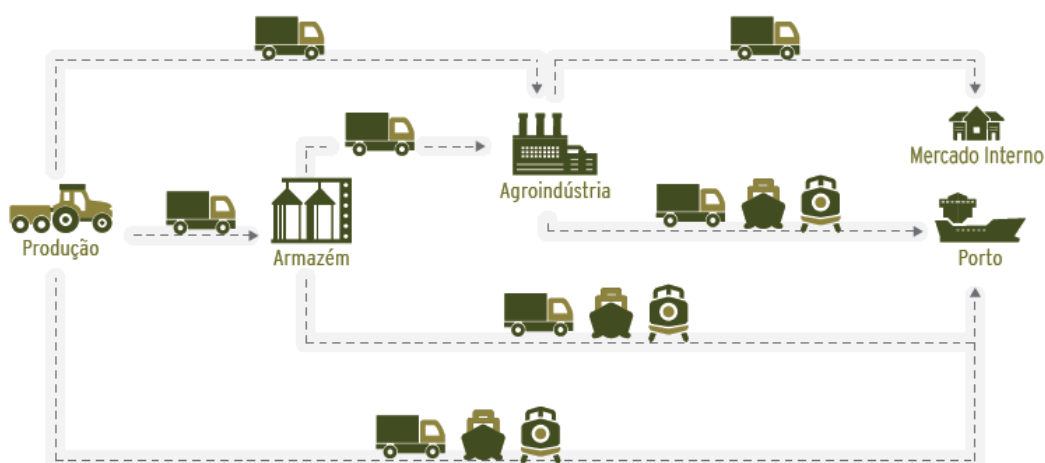 Mercado Interno
Agroindústria
Produção
Armazém
Porto